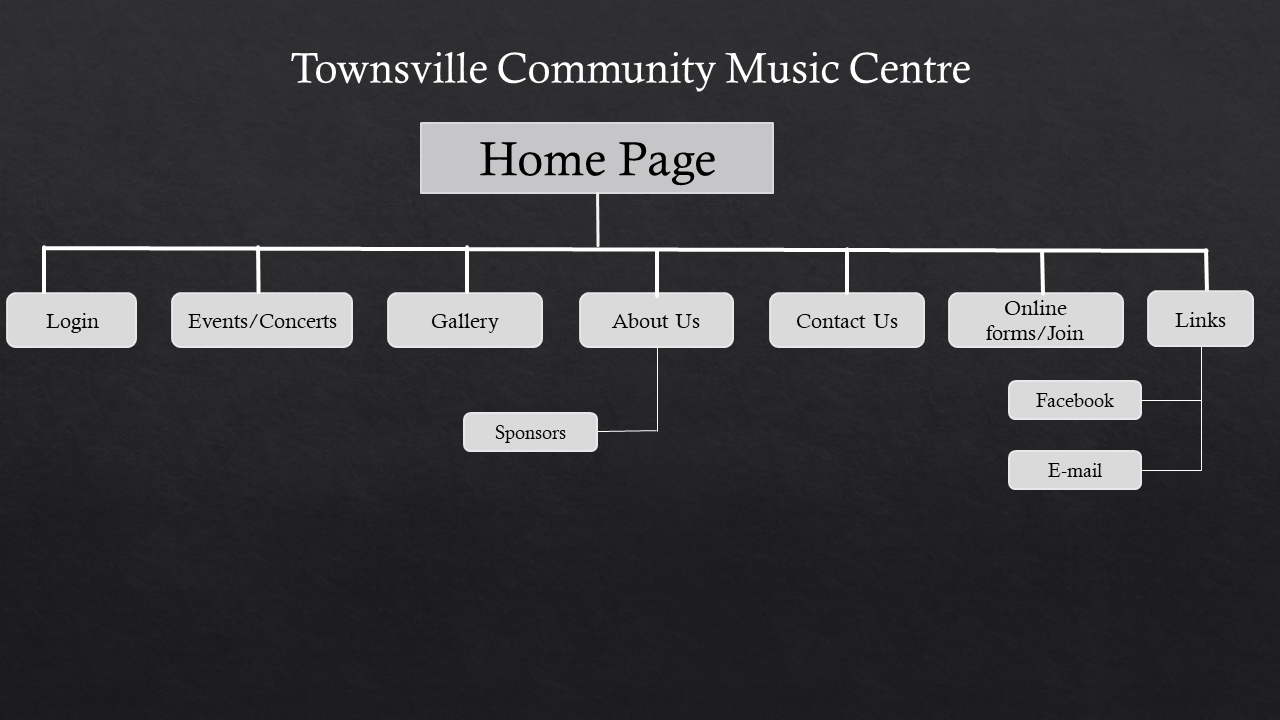 Townsville Community Music Centre
Home Page
Login
Events/Concerts
Gallery
About Us
Contact Us
Online
forms/Join
Links
Facebook
Sponsors
E-mail